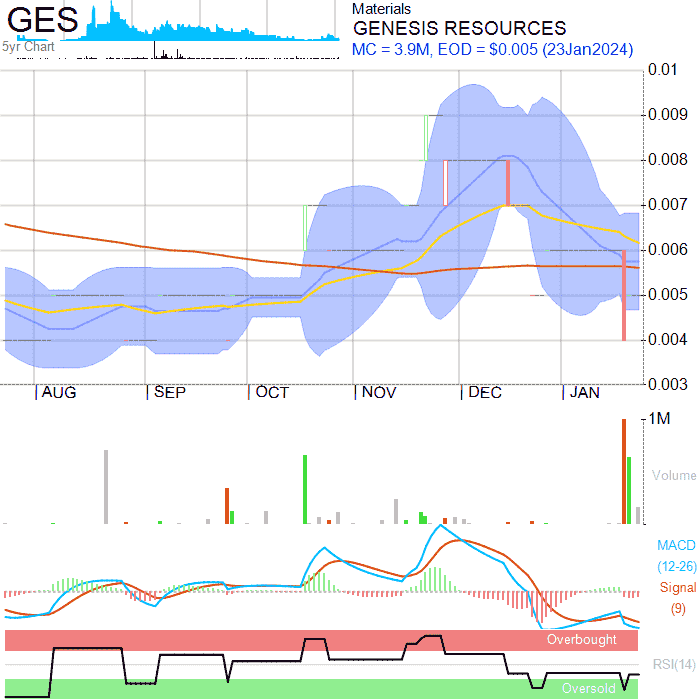 GES
5yr Chart
Materials
GENESIS RESOURCES
MC = 3.9M, EOD = $0.005 (23Jan2024)
0.01
0.009
0.008
0.007
0.006
0.005
0.004
0.003
AUG SEP OCT NOV DEC JAN
1M
Volume
MACD
(12-26)
Signal
(9)
Overbought
RSI(14)
Oversold